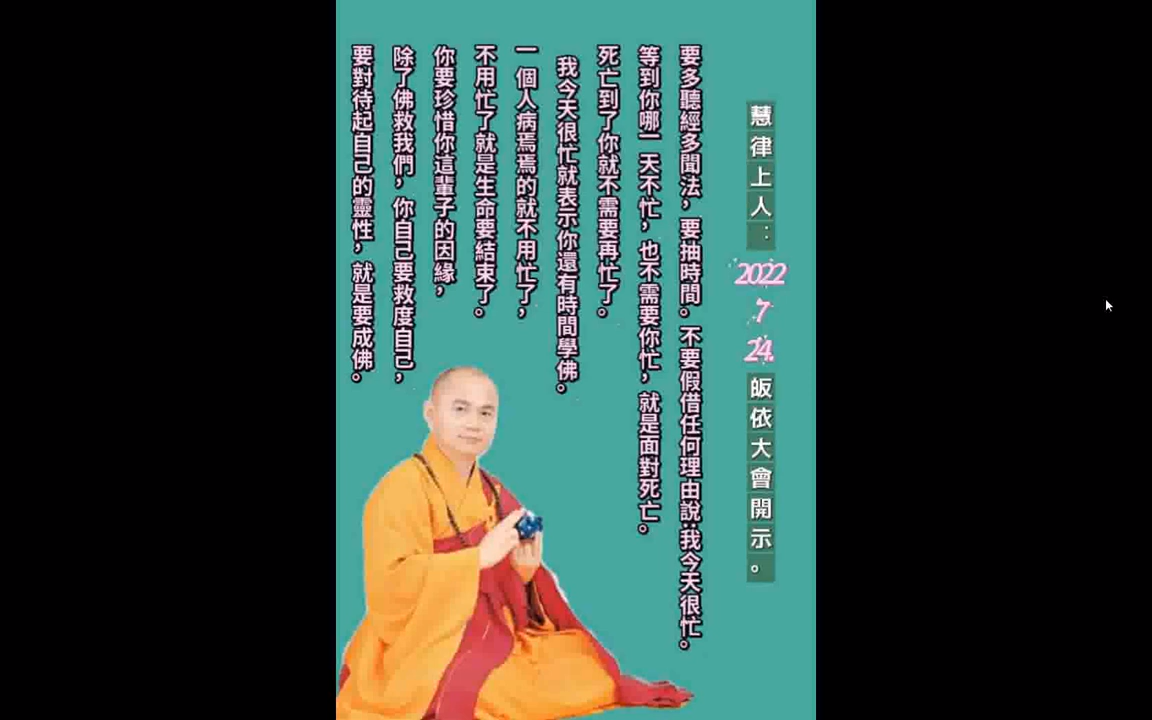 慧律上人：2022 7 24. 皈依大會開示。
要多聽經多聞法，要抽時間。不要假借任何理由說:我今天很忙。
等到你哪一天不忙，也不需要你忙，就是面對死亡。
死亡到了你就不需要再忙了。
我今天很忙就表示你還有時間學佛。
一個人病焉焉的就不用忙了，
不用忙了就是生命要結束了。
你要珍惜你這輩子的因緣，
除了佛救我們，你自己要救度自己，
要對待起自己的靈性，就是要成佛。